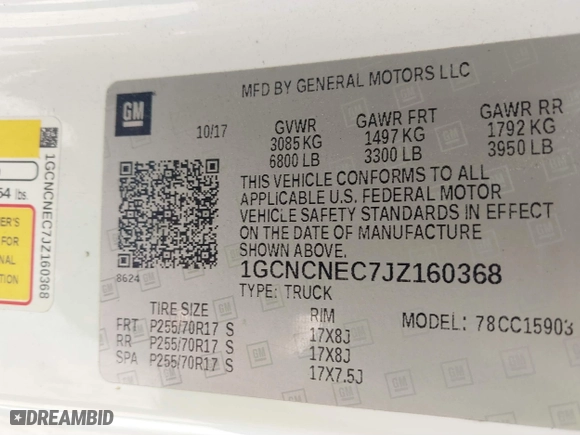 GM
MFD BY GENERAL MOTORS LLC
10/17
GVWR GAWR FRT GAWR RR
3085 KG 1497 KG 1792 KG
6800 LB 3300 LB 3950 LB
THIS VEHICLE CONFORMS TO ALL
APPLICABLE U.S. FEDERAL MOTOR
VEHICLE SAFETY STANDARDS IN EFFECT
ON THE DATE OF MANUFACTURE
SHOWN ABOVE.
8624
1GCNCNEC7JZ160368
TYPE: TRUCK
TIRE SIZE RIM MODEL: 78CC15903
FRT P255/70R17 S 17X8J
RR P255/70R17 S 17X8J
SPA P255/70R17 S 17X7.5J
1GCNCNEC7JZ160368
lbs
FOR
DREAMBID